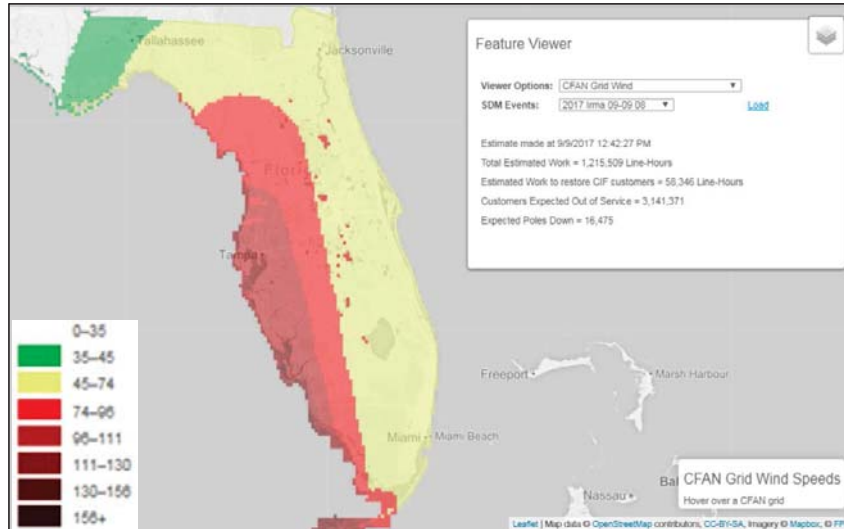 Tallahassee
Jacksonville
Florida
Tampa
Miami
Miami Beach
Freeport
Marsh Harbour
Nassau
Feature Viewer
Viewer Options: CFAN Grid Wind
SDM Events: 2017 Irma 09-09 06 Load
Estimate made at 9/9/2017 12:42:27 PM
Total Estimated Work = 1,215,509 Line-Hours
Estimated Work to restore CIF customers = 58,346 Line-Hours
Customers Expected Out of Service = 3,141,371
Expected Poles Down = 16,475
0–35
35–45
45–74
74–96
96–111
111–130
130–156
156+
CFAN Grid Wind Speeds
Hover over a CFAN grid
Leaflet | Map data © OpenStreetMap contributors, CC-BY-SA, Imagery © Mapbox, © FP